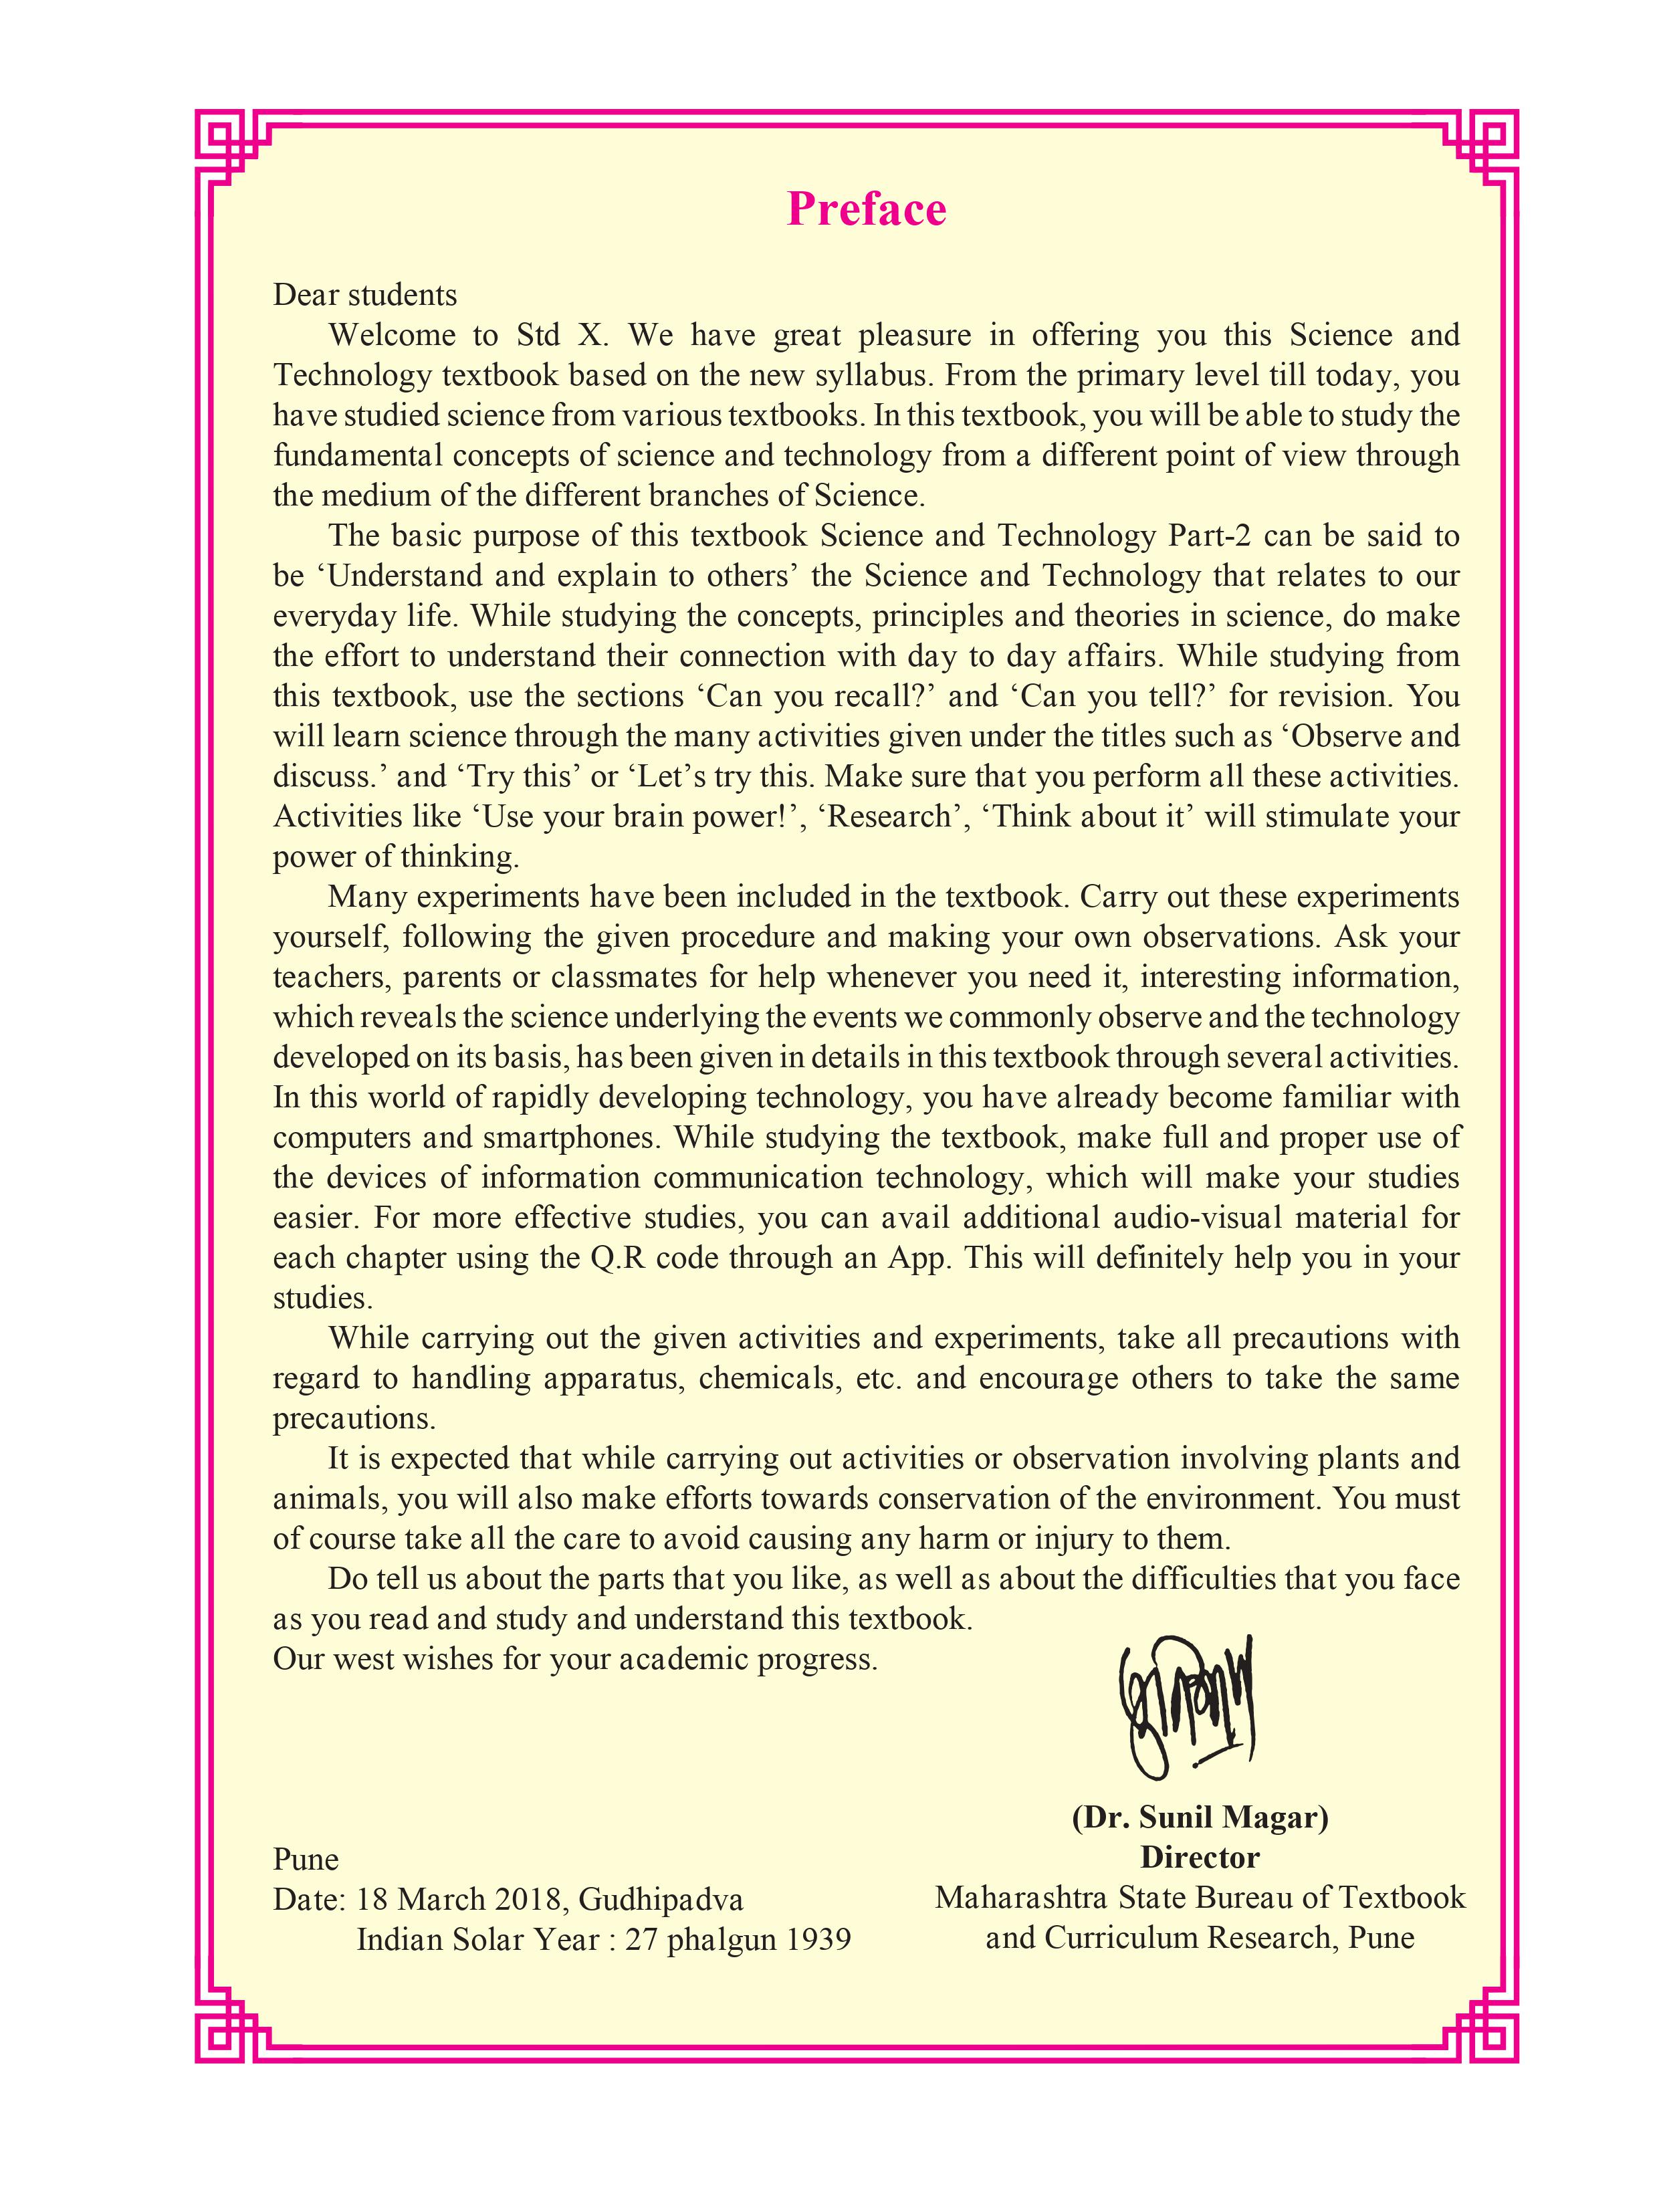 Preface
Dear students
Welcome to Std X. We have great pleasure in offering you this Science and
Technology textbook based on the new syllabus. From the primary level till today, you
have studied science from various textbooks. In this textbook, you will be able to study the
fundamental concepts of science and technology from a different point of view through
the medium of the different branches of Science.
The basic purpose of this textbook Science and Technology Part-2 can be said to
be ‘Understand and explain to others’ the Science and Technology that relates to our
everyday life. While studying the concepts, principles and theories in science, do make
the effort to understand their connection with day to day affairs. While studying from
this textbook, use the sections ‘Can you recall?’ and ‘Can you tell?’ for revision. You
will learn science through the many activities given under the titles such as ‘Observe and
discuss.’ and ‘Try this’ or ‘Let’s try this. Make sure that you perform all these activities.
Activities like ‘Use your brain power!’, ‘Research’, ‘Think about it’ will stimulate your
power of thinking.
Many experiments have been included in the textbook. Carry out these experiments
yourself, following the given procedure and making your own observations. Ask your
teachers, parents or classmates for help whenever you need it, interesting information,
which reveals the science underlying the events we commonly observe and the technology
developed on its basis, has been given in details in this textbook through several activities.
In this world of rapidly developing technology, you have already become familiar with
computers and smartphones. While studying the textbook, make full and proper use of
the devices of information communication technology, which will make your studies
easier. For more effective studies, you can avail additional audio-visual material for
each chapter using the Q.R code through an App. This will definitely help you in your
studies.
While carrying out the given activities and experiments, take all precautions with
regard to handling apparatus, chemicals, etc. and encourage others to take the same
precautions.
It is expected that while carrying out activities or observation involving plants and
animals, you will also make efforts towards conservation of the environment. You must
of course take all the care to avoid causing any harm or injury to them.
Do tell us about the parts that you like, as well as about the difficulties that you face
as you read and study and understand this textbook.
Our west wishes for your academic progress.
(Dr. Sunil Magar)
Director
Maharashtra State Bureau of Textbook
and Curriculum Research, Pune
Pune
Date: 18 March 2018, Gudhipadva
Indian Solar Year : 27 phalgun 1939